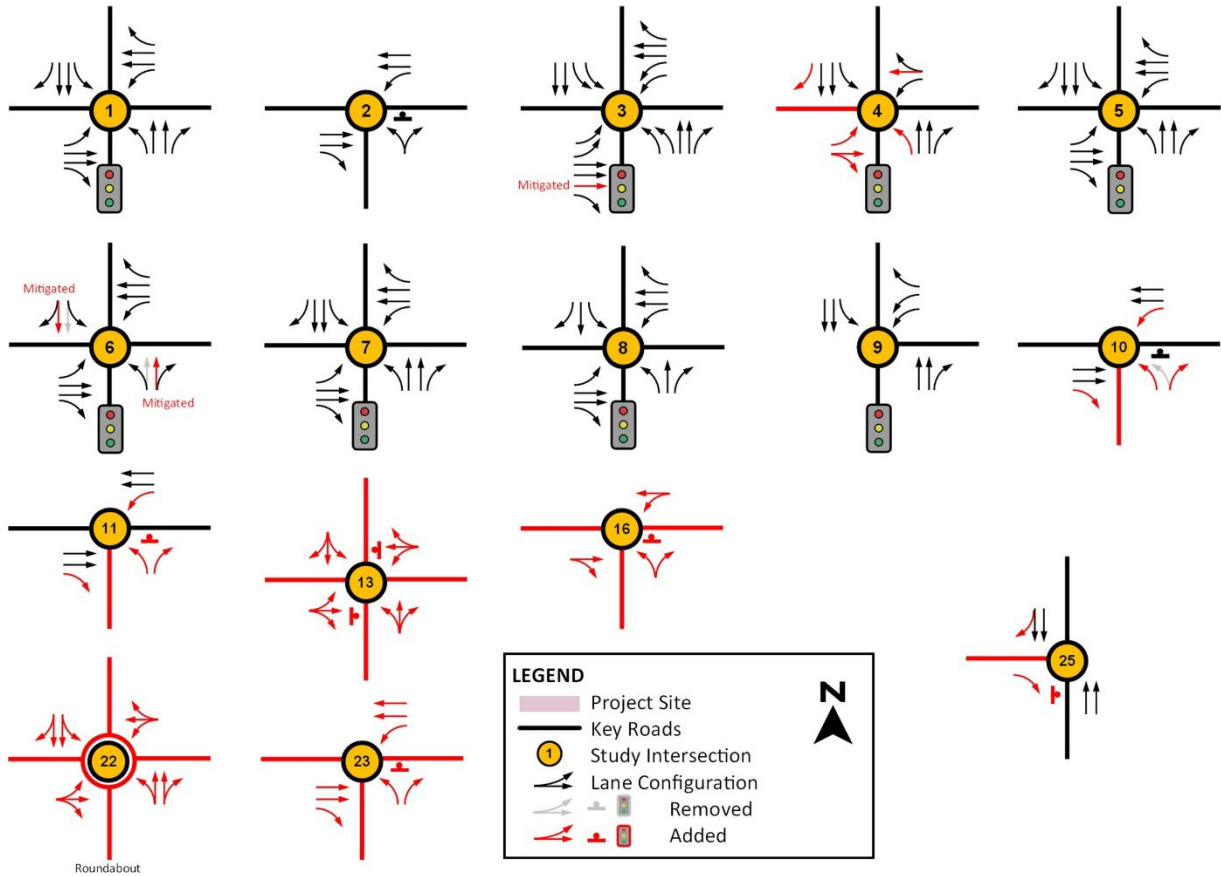 1
2
3
4
5
Mitigated
Mitigated
6
7
8
9
10
Mitigated
11
13
16
25
22
23
Roundabout
LEGEND
Project Site
Key Roads
1
Study Intersection
Lane Configuration
Removed
Added
N